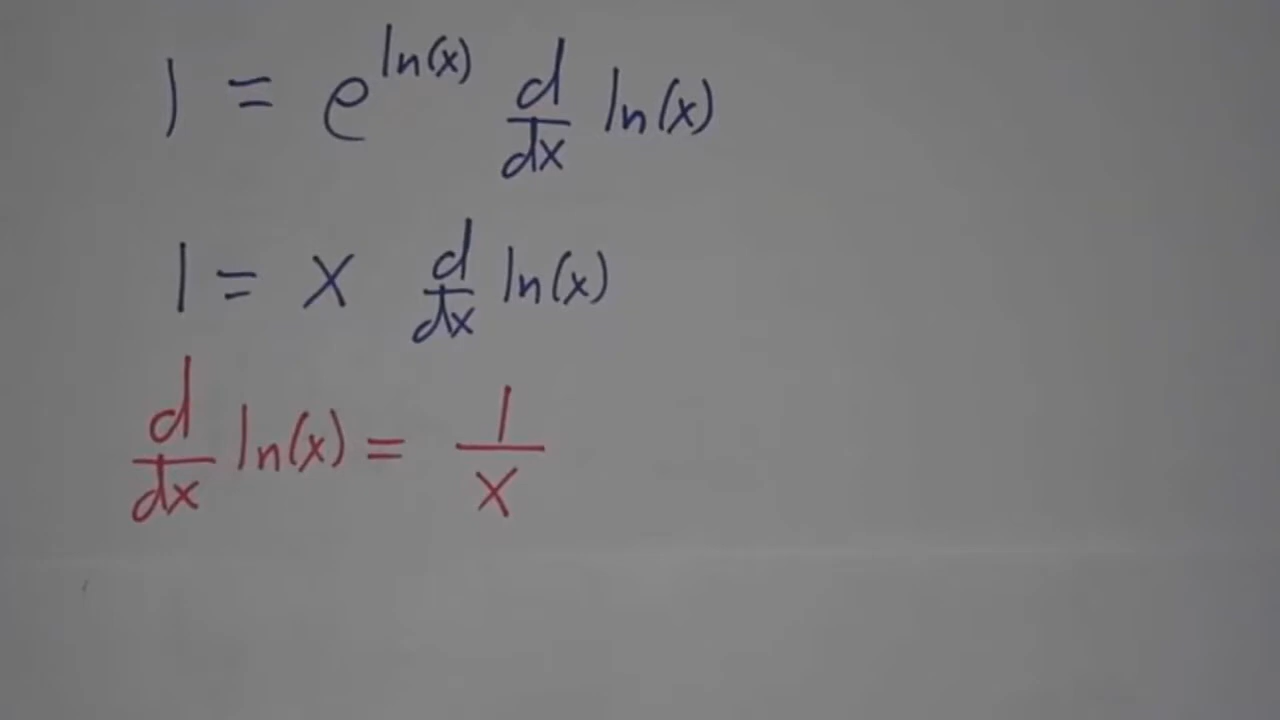 1 = e^ln(x) d/dx ln(x)
1 = x d/dx ln(x)
d/dx ln(x) = 1/x